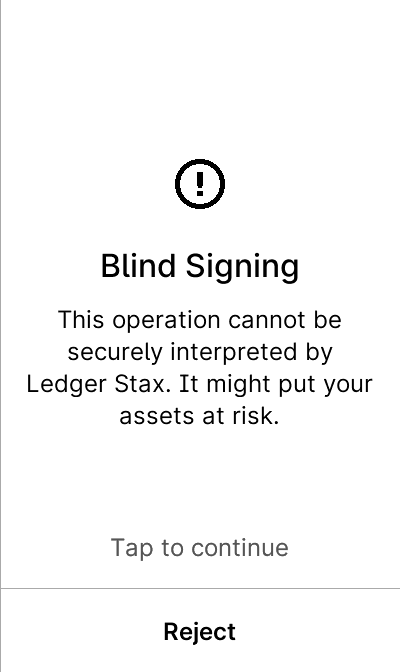 Blind Signing
This operation cannot be
securely interpreted by
Ledger Stax. It might put your
assets at risk.
Tap to continue
Reject